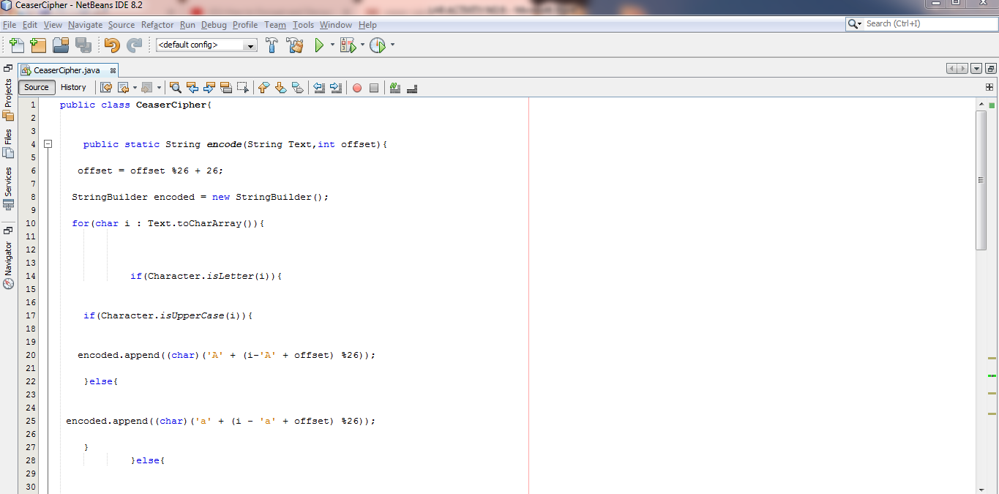 CeaserCipher - NetBeans IDE 8.2
File Edit View Navigate Source Refactor Run Debug Profile Team Tools Window Help
Search (Ctrl+I)
<default config>
CeaserCipher.java
Source History
Projects
Files
Services
Navigator
1 public class CeaserCipher{
2
3
4 public static String encode(String Text,int offset){
5
6 offset = offset %26 + 26;
7
8 StringBuilder encoded = new StringBuilder();
9
10 for(char i : Text.toCharArray()){
11
12
13
14 if(Character.isLetter(i)){
15
16
17 if(Character.isUpperCase(i)){
18
19
20 encoded.append((char)('A' + (i-'A' + offset) %26));
21
22 }else{
23
24
25 encoded.append((char)('a' + (i - 'a' + offset) %26));
26
27 }
28 }else{
29
30